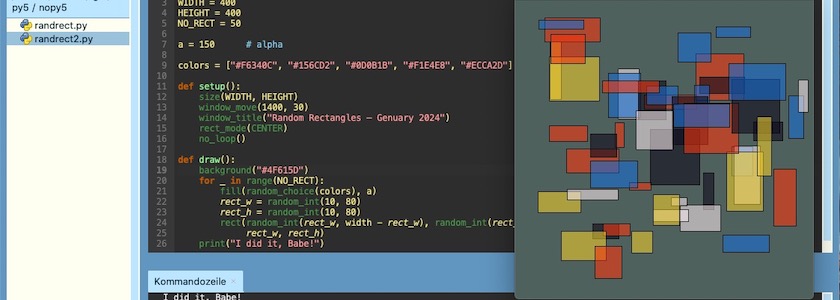 py5 / nopy5
randrect.py
randrect2.py
3 WIDTH = 400
4 HEIGHT = 400
5 NO_RECT = 50
6
7 a = 150 # alpha
8
9 colors = ["#F6340C", "#156CD2", "#0D0B1B", "#F1E4E8", "#ECCA2D"]
10
11 def setup():
12 size(WIDTH, HEIGHT)
13 window_move(1400, 30)
14 window_title("Random Rectangles – Genuary 2024")
15 rect_mode(CENTER)
16 no_loop()
17
18 def draw():
19 background("#4F615D")
20 for _ in range(NO_RECT):
21 fill(random_choice(colors), a)
22 rect_w = random_int(10, 80)
23 rect_h = random_int(10, 80)
24 rect(random_int(rect_w, width - rect_w), random_int(rect_
25 rect_w, rect_h)
26 print("I did it, Babe!")
Kommandozeile ×
I did it, Babe!